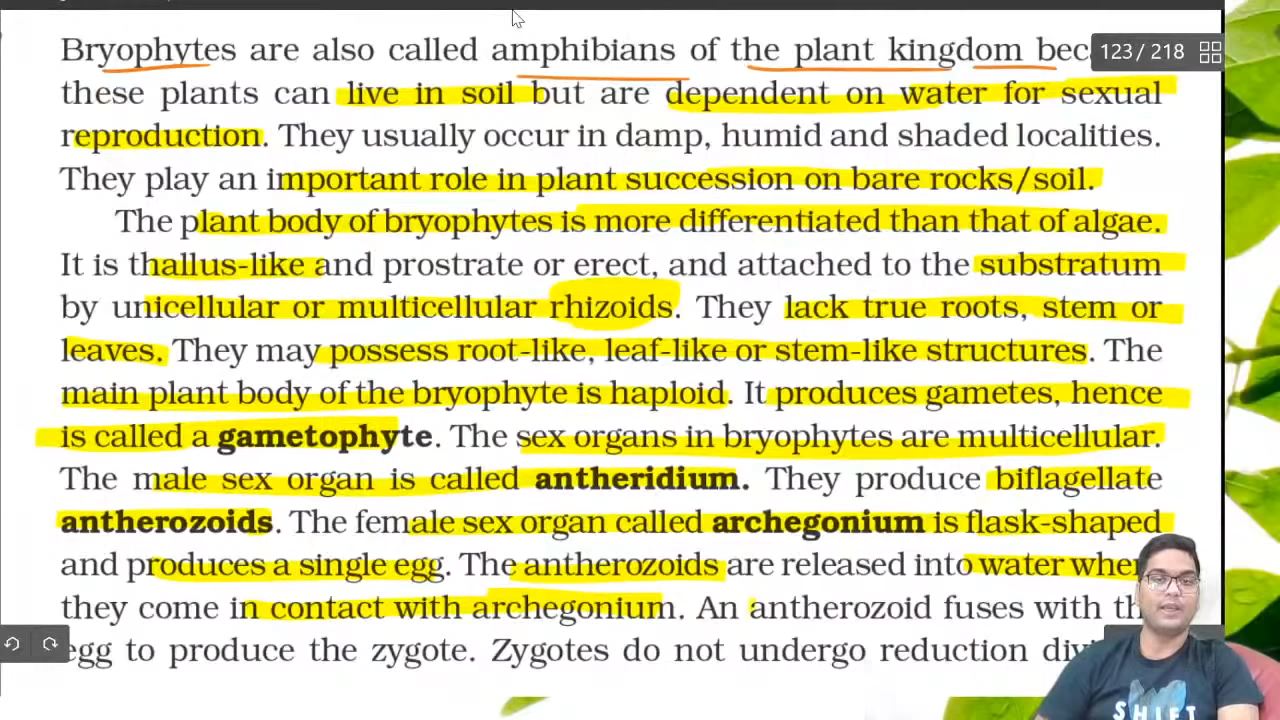 Bryophytes are also called amphibians of the plant kingdom
123 / 218
these plants can live in soil but are dependent on water for sexual
reproduction. They usually occur in damp, humid and shaded localities.
They play an important role in plant succession on bare rocks/soil.
The plant body of bryophytes is more differentiated than that of algae.
It is thallus-like and prostrate or erect, and attached to the substratum
by unicellular or multicellular rhizoids. They lack true roots, stem or
leaves. They may possess root-like, leaf-like or stem-like structures. The
main plant body of the bryophyte is haploid. It produces gametes, hence
is called a gametophyte. The sex organs in bryophytes are multicellular.
The male sex organ is called antheridium. They produce biflagellate
antherozoids. The female sex organ called archegonium is flask-shaped
and produces a single egg. The antherozoids are released into water where
they come in contact with archegonium. An antherozoid fuses with
egg to produce the zygote. Zygotes do not undergo reduction
SHIFT